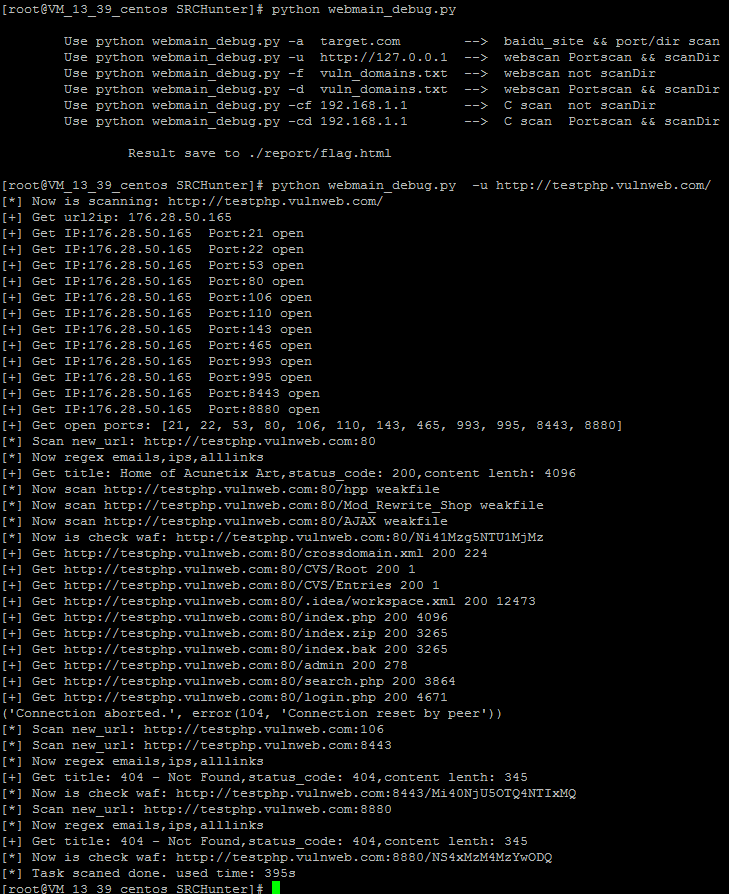 [root@VM_13_39_centos SRCHunter]# python webmain_debug.py
Use python webmain_debug.py -a target.com --> baidu_site && port/dir scan
Use python webmain_debug.py -u http://127.0.0.1 --> webscan Portscan && scanDir
Use python webmain_debug.py -f vuln_domains.txt --> webscan not scanDir
Use python webmain_debug.py -d vuln_domains.txt --> webscan Portscan && scanDir
Use python webmain_debug.py -cf 192.168.1.1 --> C scan not scanDir
Use python webmain_debug.py -cd 192.168.1.1 --> C scan Portscan && scanDir
Result save to ./report/flag.html
[root@VM_13_39_centos SRCHunter]# python webmain_debug.py -u http://testphp.vulnweb.com/
[*] Now is scanning: http://testphp.vulnweb.com/
[+] Get url2ip: 176.28.50.165
[+] Get IP:176.28.50.165 Port:21 open
[+] Get IP:176.28.50.165 Port:22 open
[+] Get IP:176.28.50.165 Port:53 open
[+] Get IP:176.28.50.165 Port:80 open
[+] Get IP:176.28.50.165 Port:106 open
[+] Get IP:176.28.50.165 Port:110 open
[+] Get IP:176.28.50.165 Port:143 open
[+] Get IP:176.28.50.165 Port:465 open
[+] Get IP:176.28.50.165 Port:993 open
[+] Get IP:176.28.50.165 Port:995 open
[+] Get IP:176.28.50.165 Port:8443 open
[+] Get IP:176.28.50.165 Port:8880 open
[+] Get open ports: [21, 22, 53, 80, 106, 110, 143, 465, 993, 995, 8443, 8880]
[*] Scan new_url: http://testphp.vulnweb.com:80
[*] Now regex emails,ips,alllinks
[+] Get title: Home of Acunetix Art,status_code: 200,content lenth: 4096
[*] Now scan http://testphp.vulnweb.com:80/hpp weakfile
[*] Now scan http://testphp.vulnweb.com:80/Mod_Rewrite_Shop weakfile
[*] Now scan http://testphp.vulnweb.com:80/AJAX weakfile
[*] Now is check waf: http://testphp.vulnweb.com:80/Ni41Mzg5NTU1MjMz
[+] Get http://testphp.vulnweb.com:80/crossdomain.xml 200 224
[+] Get http://testphp.vulnweb.com:80/CVS/Root 200 1
[+] Get http://testphp.vulnweb.com:80/CVS/Entries 200 1
[+] Get http://testphp.vulnweb.com:80/.idea/workspace.xml 200 12473
[+] Get http://testphp.vulnweb.com:80/index.php 200 4096
[+] Get http://testphp.vulnweb.com:80/index.zip 200 3265
[+] Get http://testphp.vulnweb.com:80/index.bak 200 3265
[+] Get http://testphp.vulnweb.com:80/admin 200 278
[+] Get http://testphp.vulnweb.com:80/search.php 200 3864
[+] Get http://testphp.vulnweb.com:80/login.php 200 4671
('Connection aborted.', error(104, 'Connection reset by peer'))
[*] Scan new_url: http://testphp.vulnweb.com:106
[*] Scan new_url: http://testphp.vulnweb.com:8443
[*] Now regex emails,ips,alllinks
[+] Get title: 404 - Not Found,status_code: 404,content lenth: 345
[*] Now is check waf: http://testphp.vulnweb.com:8443/Mi40NjU5OTQ4NTIxMQ
[*] Scan new_url: http://testphp.vulnweb.com:8880
[*] Now regex emails,ips,alllinks
[+] Get title: 404 - Not Found,status_code: 404,content lenth: 345
[*] Now is check waf: http://testphp.vulnweb.com:8880/NS4xMzM4MzYwODQ
[*] Task scaned done. used time: 395s
[root@VM_13_39_centos SRCHunter]#